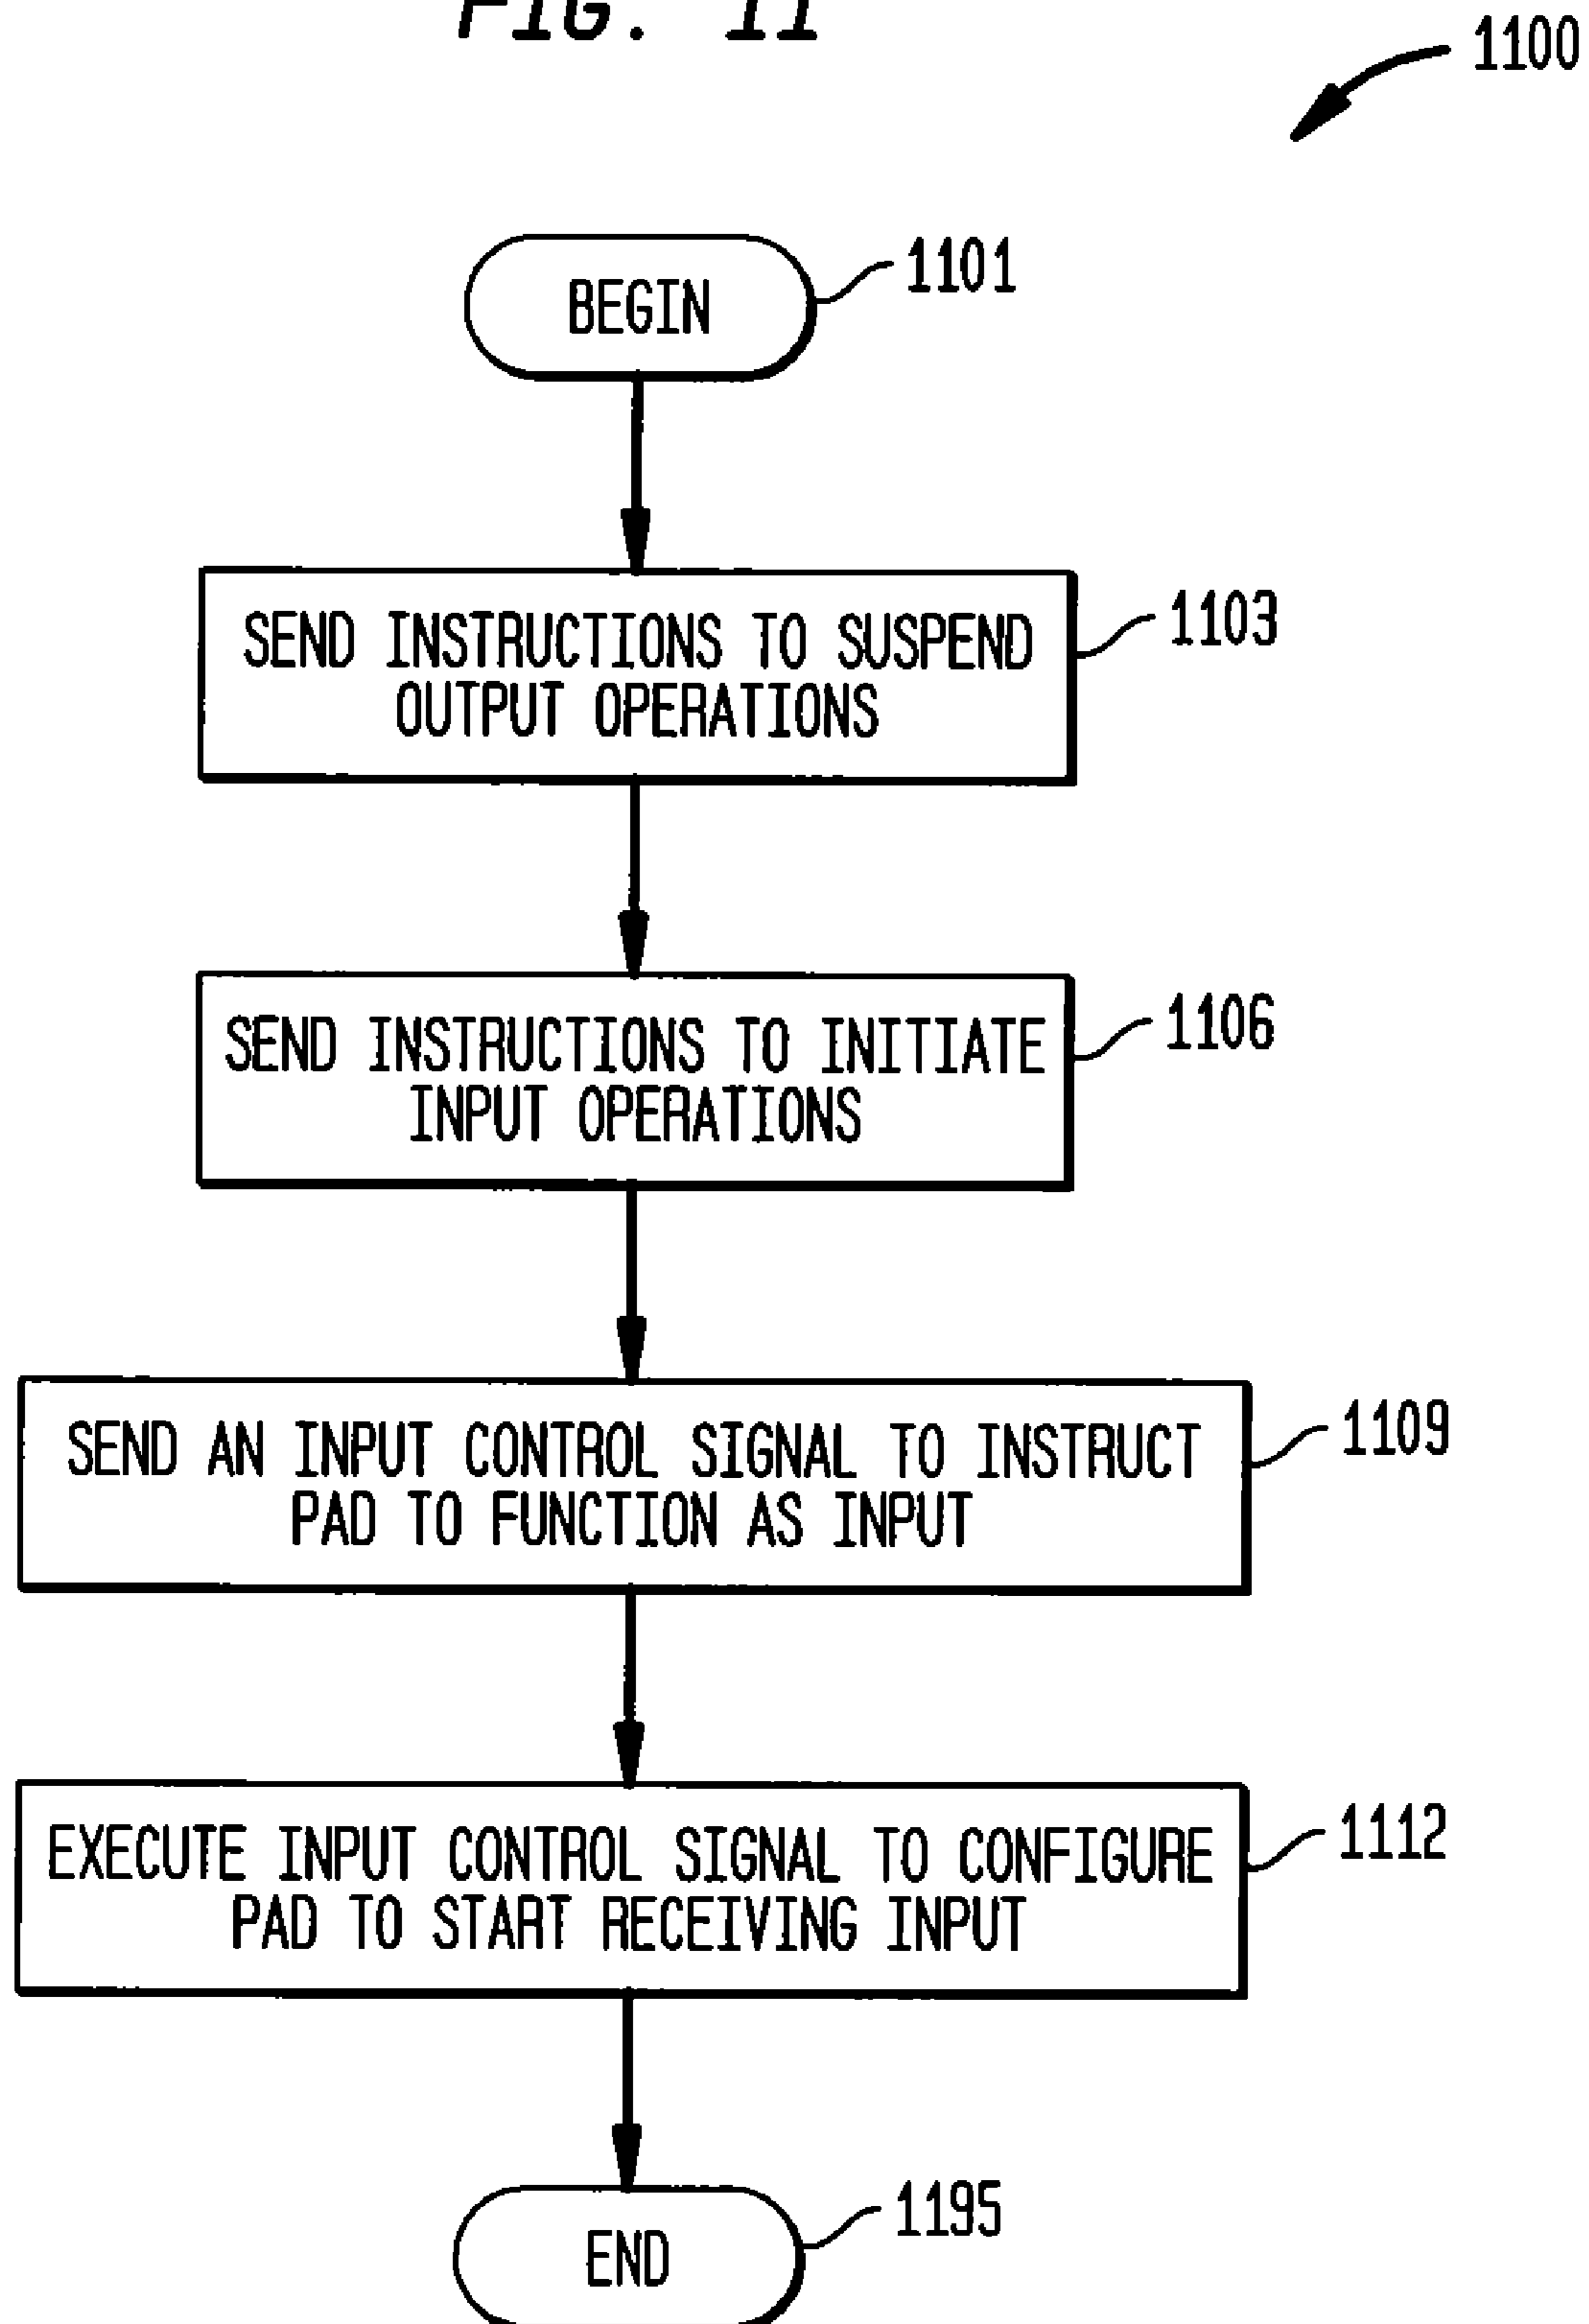 FIG. 11
1100
BEGIN
1101
SEND INSTRUCTIONS TO SUSPEND
OUTPUT OPERATIONS
1103
SEND INSTRUCTIONS TO INITIATE
INPUT OPERATIONS
1106
SEND AN INPUT CONTROL SIGNAL TO INSTRUCT
PAD TO FUNCTION AS INPUT
1109
EXECUTE INPUT CONTROL SIGNAL TO CONFIGURE
PAD TO START RECEIVING INPUT
1112
END
1195